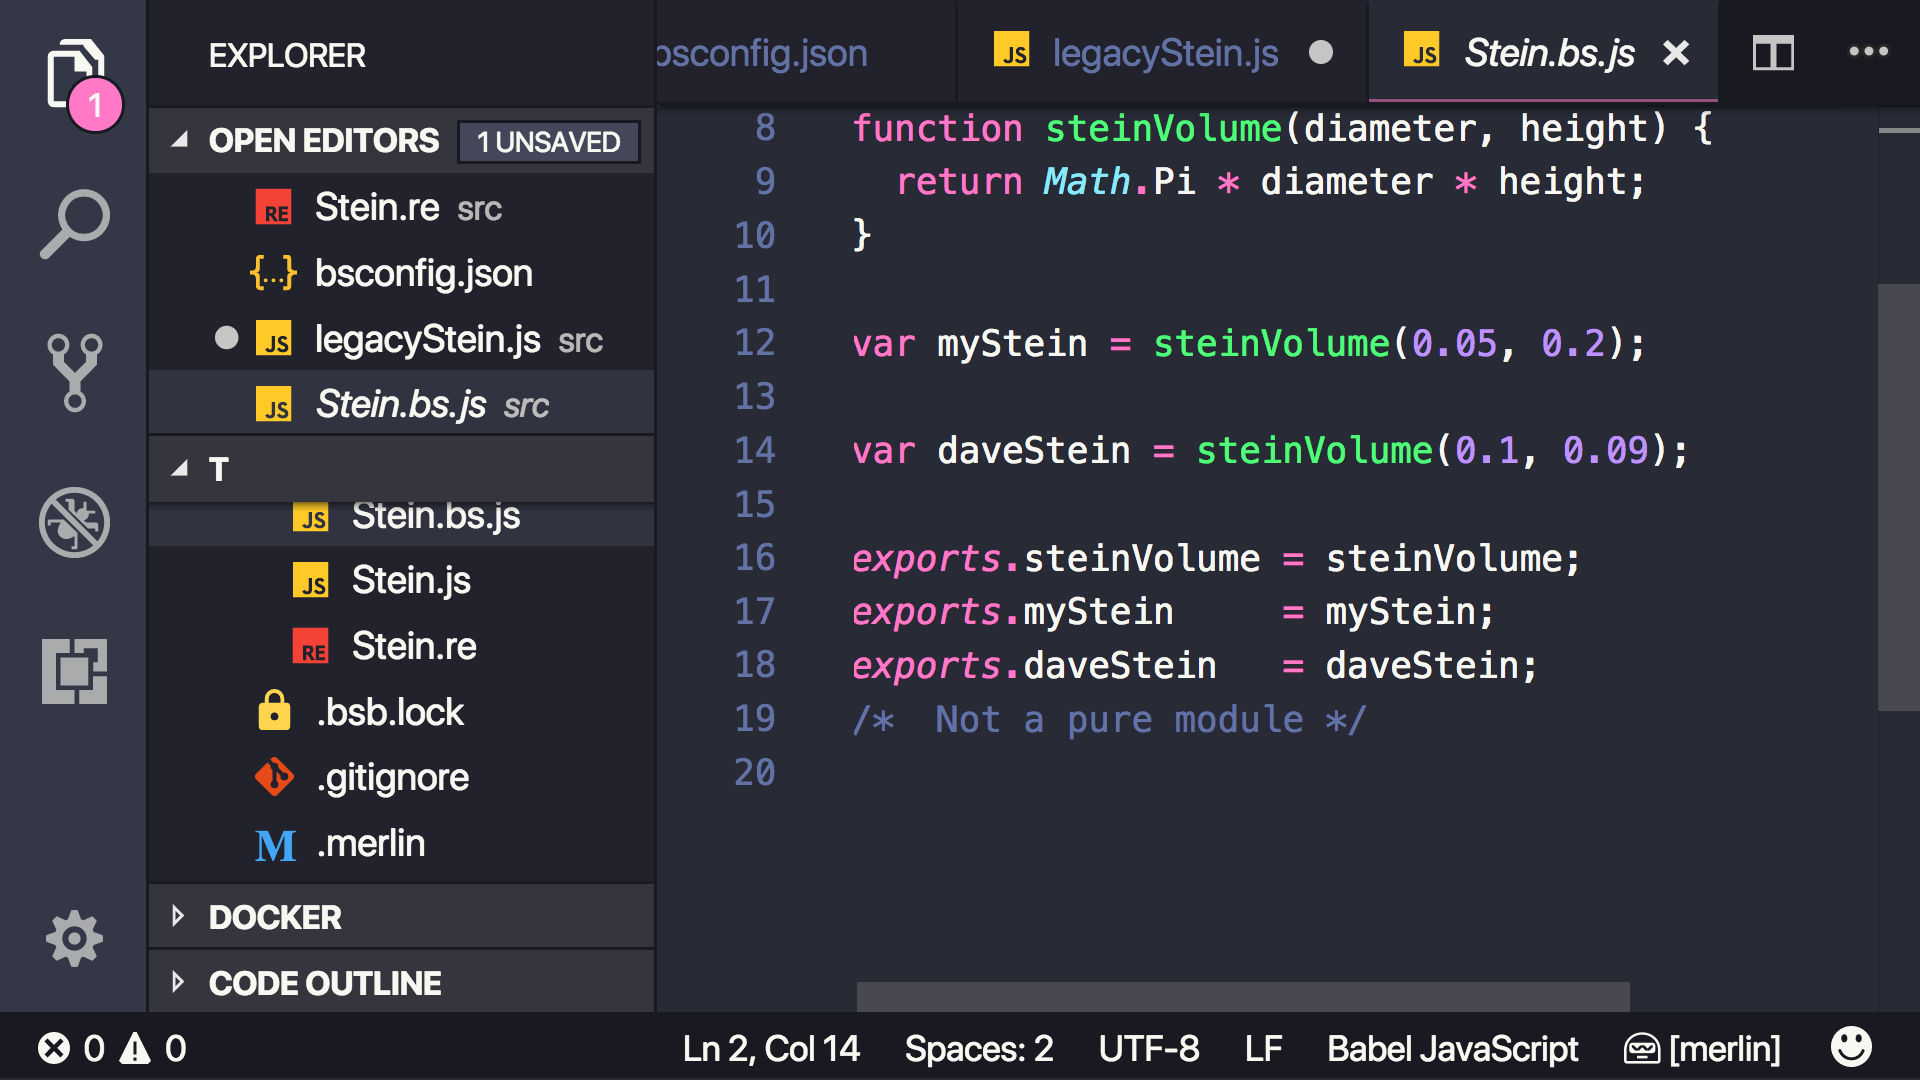 EXPLORER
1
OPEN EDITORS 1 UNSAVED
RE Stein.re src
{...} bsconfig.json
JS legacyStein.js src
JS Stein.bs.js src
T
JS Stein.bs.js
JS Stein.js
RE Stein.re
.bsb.lock
.gitignore
M .merlin
DOCKER
CODE OUTLINE
bsconfig.json JS legacyStein.js JS Stein.bs.js
8 function steinVolume(diameter, height) {
9   return Math.Pi * diameter * height;
10 }
11
12 var myStein = steinVolume(0.05, 0.2);
13
14 var daveStein = steinVolume(0.1, 0.09);
15
16 exports.steinVolume = steinVolume;
17 exports.myStein     = myStein;
18 exports.daveStein   = daveStein;
19 /*  Not a pure module */
20
0 0 Ln 2, Col 14 Spaces: 2 UTF-8 LF Babel JavaScript [merlin]